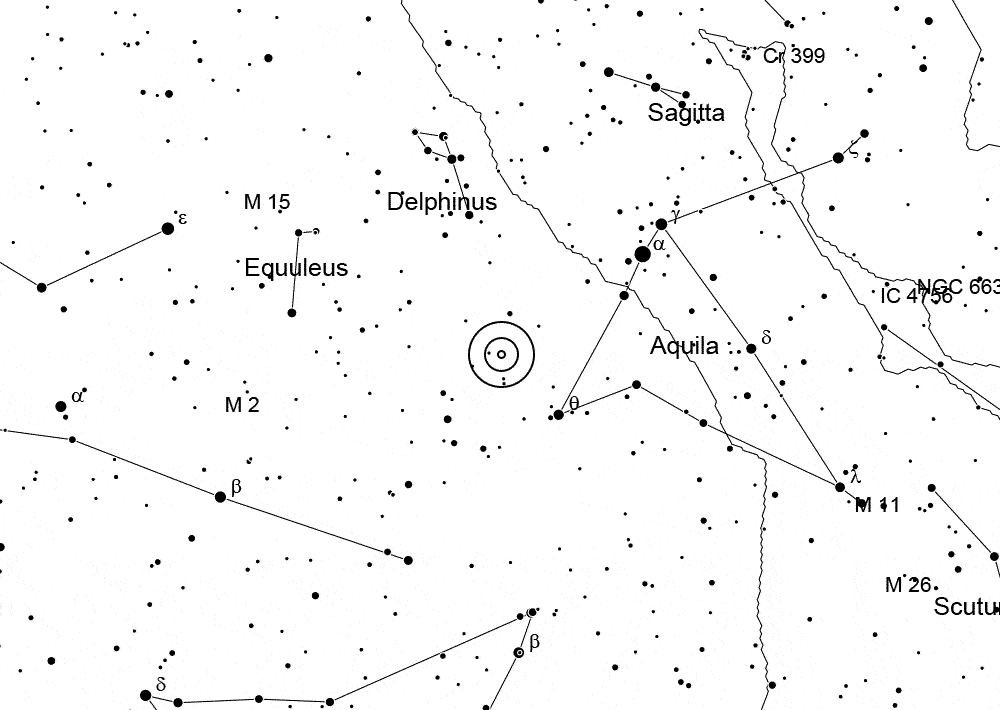 Cr 399
Sagitta
ζ
M 15
Delphinus
ε
γ
α
Equuleus
NGC 663
IC 4756
Aquila
δ
α
M 2
θ
β
λ
M 11
M 26
Scutu
β
δ